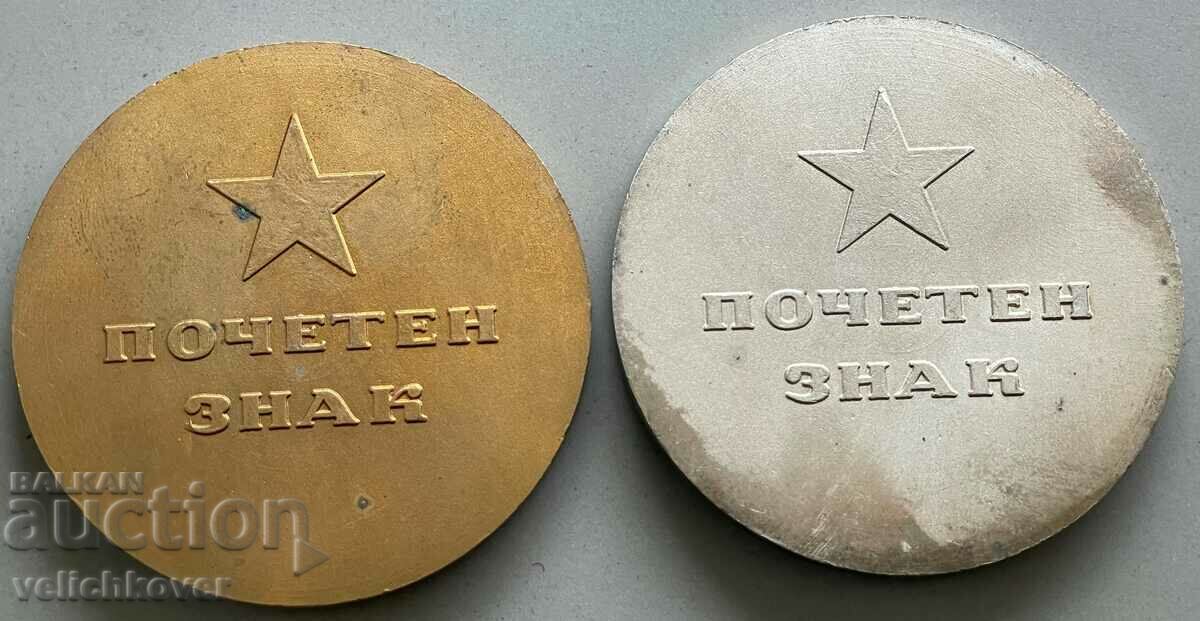 ПОЧЕТЕН
ЗНАК
ПОЧЕТЕН
ЗНАК
BALKAN
auction
velichkover